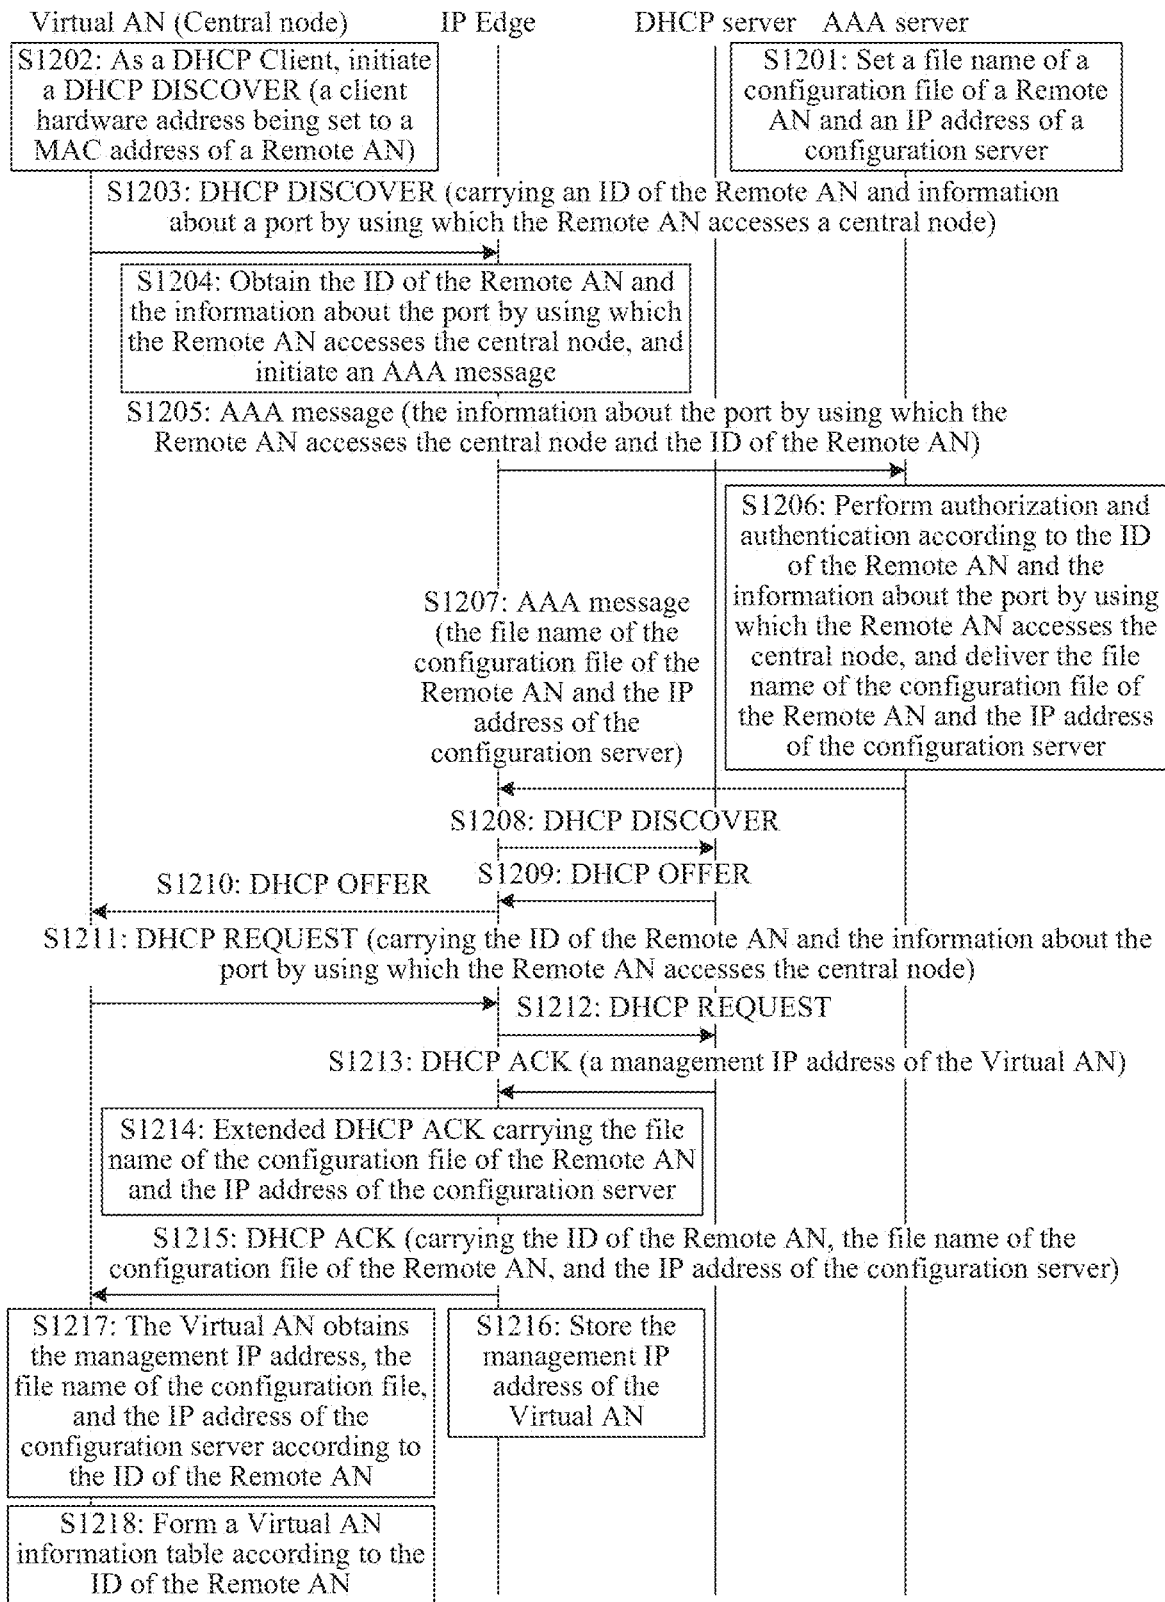 Virtual AN (Central node)
IP Edge
DHCP server
AAA server
S1202: As a DHCP Client, initiate
a DHCP DISCOVER (a client
hardware address being set to a
MAC address of a Remote AN)
S1201: Set a file name of a
configuration file of a Remote
AN and an IP address of a
configuration server
S1203: DHCP DISCOVER (carrying an ID of the Remote AN and information
about a port by using which the Remote AN accesses a central node)
S1204: Obtain the ID of the Remote AN and
the information about the port by using which
the Remote AN accesses the central node, and
initiate an AAA message
S1205: AAA message (the information about the port by using which the
Remote AN accesses the central node and the ID of the Remote AN)
S1206: Perform authorization and
authentication according to the ID
of the Remote AN and the
information about the port by using
which the Remote AN accesses the
central node, and deliver the file
name of the configuration file of
the Remote AN and the IP address
of the configuration server
S1207: AAA message
(the file name of the
configuration file of the
Remote AN and the IP
address of the
configuration server)
S1208: DHCP DISCOVER
S1209: DHCP OFFER
S1210: DHCP OFFER
S1211: DHCP REQUEST (carrying the ID of the Remote AN and the information about the
port by using which the Remote AN accesses the central node)
S1212: DHCP REQUEST
S1213: DHCP ACK (a management IP address of the Virtual AN)
S1214: Extended DHCP ACK carrying the file
name of the configuration file of the Remote AN
and the IP address of the configuration server
S1215: DHCP ACK (carrying the ID of the Remote AN, the file name of the
configuration file of the Remote AN, and the IP address of the configuration server)
S1217: The Virtual AN obtains
the management IP address, the
file name of the configuration file,
and the IP address of the
configuration server according to
the ID of the Remote AN
S1216: Store the
management IP
address of the
Virtual AN
S1218: Form a Virtual AN
information table according to the
ID of the Remote AN